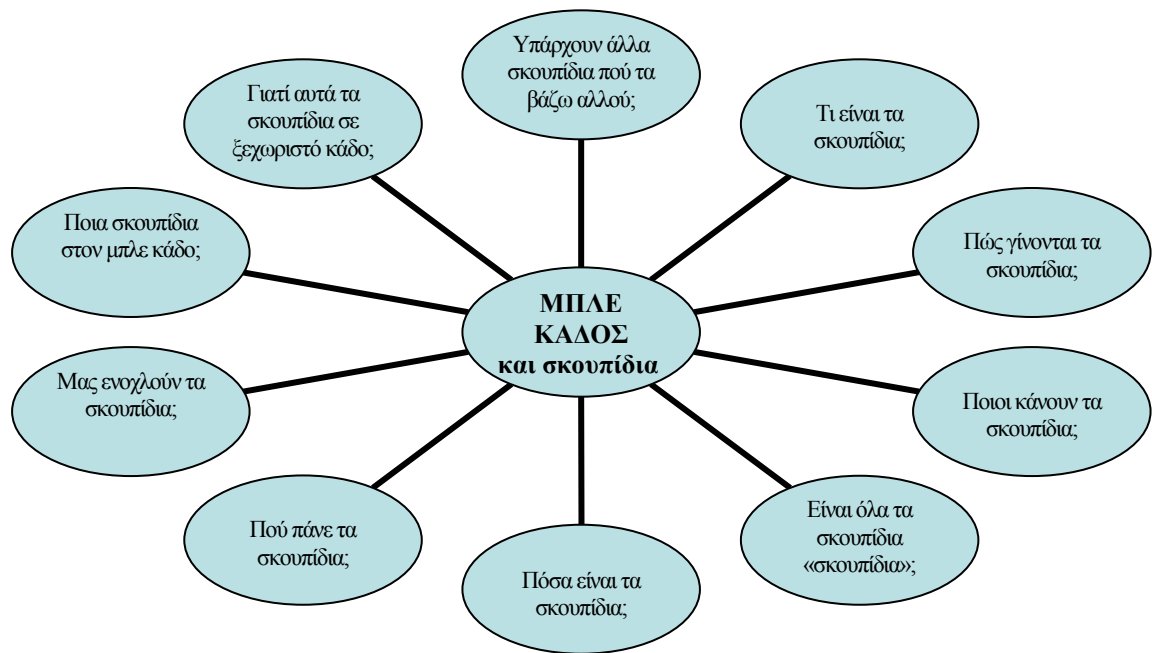 Υπάρχουν άλλα
σκουπίδια πού τα
βάζω αλλού;
Τι είναι τα
σκουπίδια;
Πώς γίνονται τα
σκουπίδια;
Ποιοι κάνουν τα
σκουπίδια;
Είναι όλα τα
σκουπίδια
«σκουπίδια»;
Πόσα είναι τα
σκουπίδια;
Πού πάνε τα
σκουπίδια;
Μας ενοχλούν τα
σκουπίδια;
Ποια σκουπίδια
στον μπλε κάδο;
Γιατί αυτά τα
σκουπίδια σε
ξεχωριστό κάδο;
ΜΠΛΕ
ΚΑΔΟΣ
και σκουπίδια